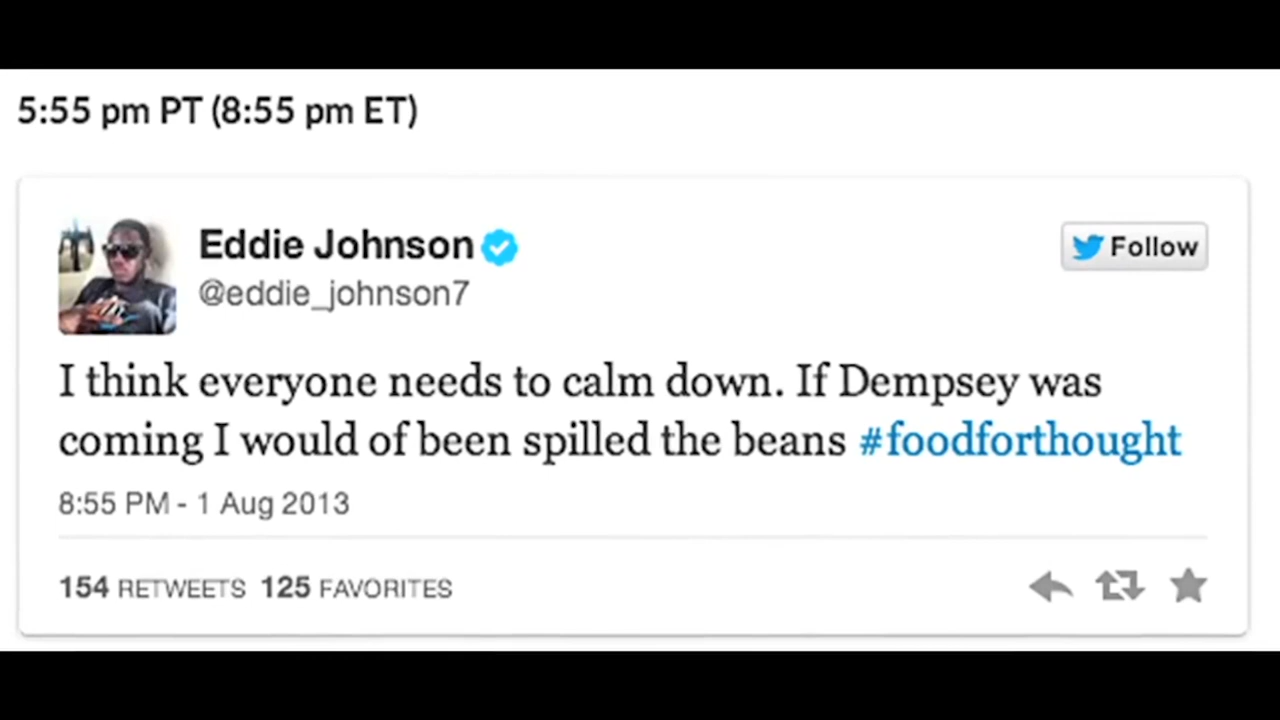 5:55 pm PT (8:55 pm ET)
Eddie Johnson
Follow
@eddie_johnson7
I think everyone needs to calm down. If Dempsey was
coming I would of been spilled the beans #foodforthought
8:55 PM - 1 Aug 2013
154 RETWEETS 125 FAVORITES